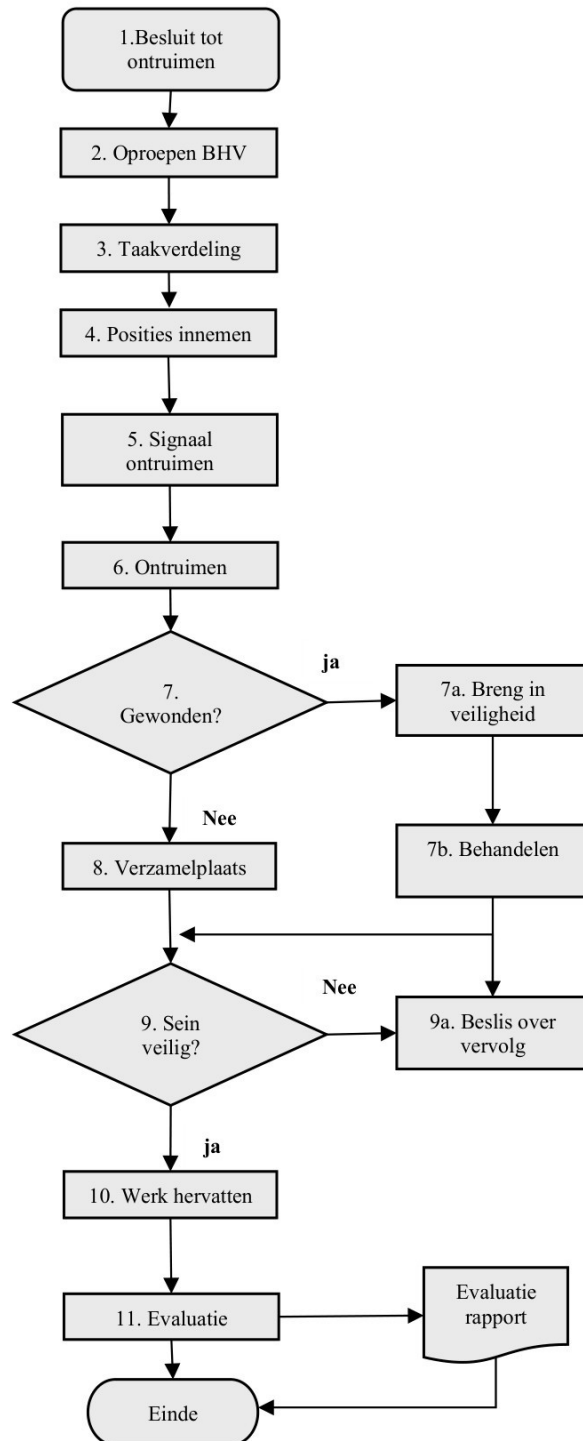 1.Besluit tot
ontruimen
2. Oproepen BHV
3. Taakverdeling
4. Posities innemen
5. Signaal
ontruimen
6. Ontruimen
7.
Gewonden?
ja
7a. Breng in
veiligheid
Nee
7b. Behandelen
8. Verzamelplaats
9. Sein
veilig?
Nee
9a. Beslis over
vervolg
ja
10. Werk hervatten
11. Evaluatie
Evaluatie
rapport
Einde